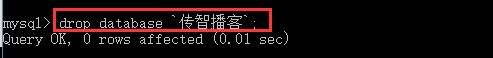 mysql> drop database `传智播客`;
Query OK, 0 rows affected (0.01 sec)